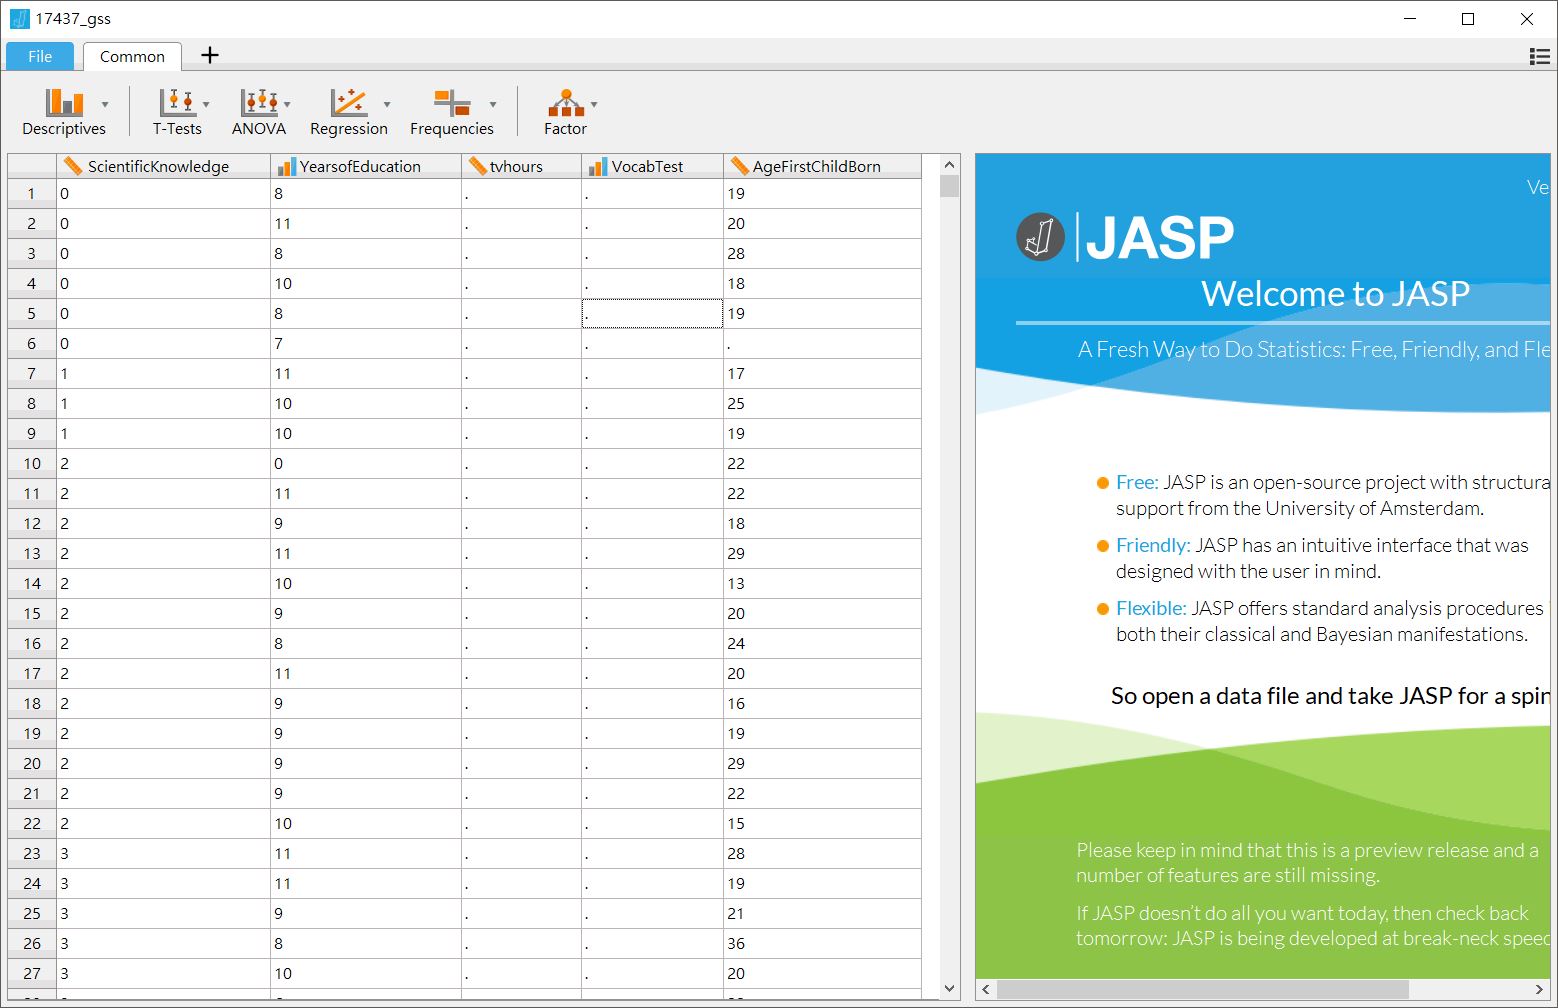 17437_gss
File Common
Descriptives T-Tests ANOVA Regression Frequencies Factor
ScientificKnowledge YearsofEducation tvhours VocabTest AgeFirstChildBorn
1 0 8 . . 19
2 0 11 . . 20
3 0 8 . . 28
4 0 10 . . 18
5 0 8 . . 19
6 0 7 . . .
7 1 11 . . 17
8 1 10 . . 25
9 1 10 . . 19
10 2 0 . . 22
11 2 11 . . 22
12 2 9 . . 18
13 2 11 . . 29
14 2 10 . . 13
15 2 9 . . 20
16 2 8 . . 24
17 2 11 . . 20
18 2 9 . . 16
19 2 9 . . 19
20 2 9 . . 29
21 2 9 . . 22
22 2 10 . . 15
23 3 11 . . 28
24 3 11 . . 19
25 3 9 . . 21
26 3 8 . . 36
27 3 10 . . 20
Ve
JASP
Welcome to JASP
A Fresh Way to Do Statistics: Free, Friendly, and Fle
Free: JASP is an open-source project with structura
support from the University of Amsterdam.
Friendly: JASP has an intuitive interface that was
designed with the user in mind.
Flexible: JASP offers standard analysis procedures
both their classical and Bayesian manifestations.
So open a data file and take JASP for a spin
Please keep in mind that this is a preview release and a
number of features are still missing.
If JASP doesn't do all you want today, then check back
tomorrow: JASP is being developed at break-neck speed